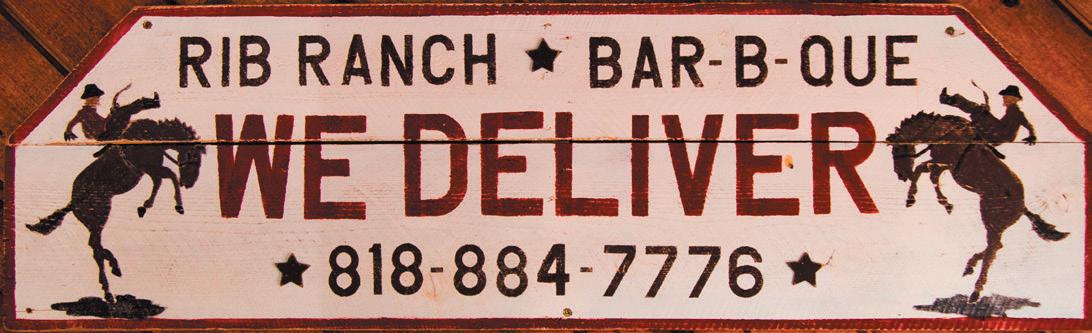 RIB RANCH ★ BAR-B-QUE
WE DELIVER
★ 818-884-7776 ★